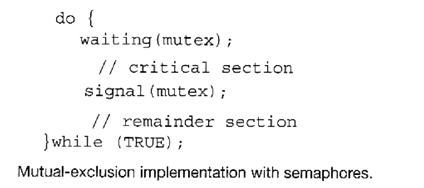 do {
waiting(mutex);
// critical section
signal(mutex);
// remainder section
}while (TRUE);
Mutual-exclusion implementation with semaphores.